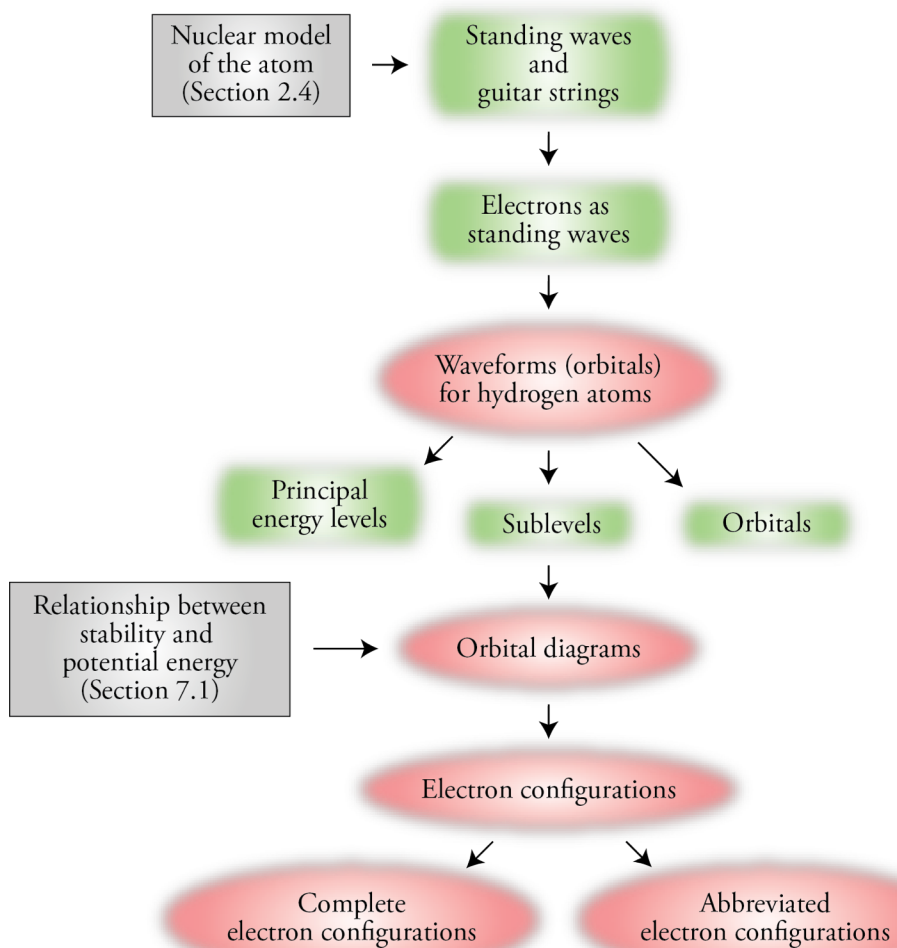 Nuclear model
of the atom
(Section 2.4)
Standing waves
and
guitar strings
Electrons as
standing waves
Waveforms (orbitals)
for hydrogen atoms
Principal
energy levels
Sublevels
Orbitals
Relationship between
stability and
potential energy
(Section 7.1)
Orbital diagrams
Electron configurations
Complete
electron configurations
Abbreviated
electron configurations